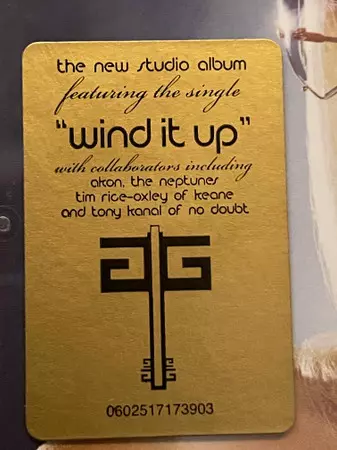 the new studio album
featuring the single
"wind it up"
with collaborators including
akon, the neptunes
tim rice-oxley of keane
and tony kanal of no doubt
G G
0602517173903